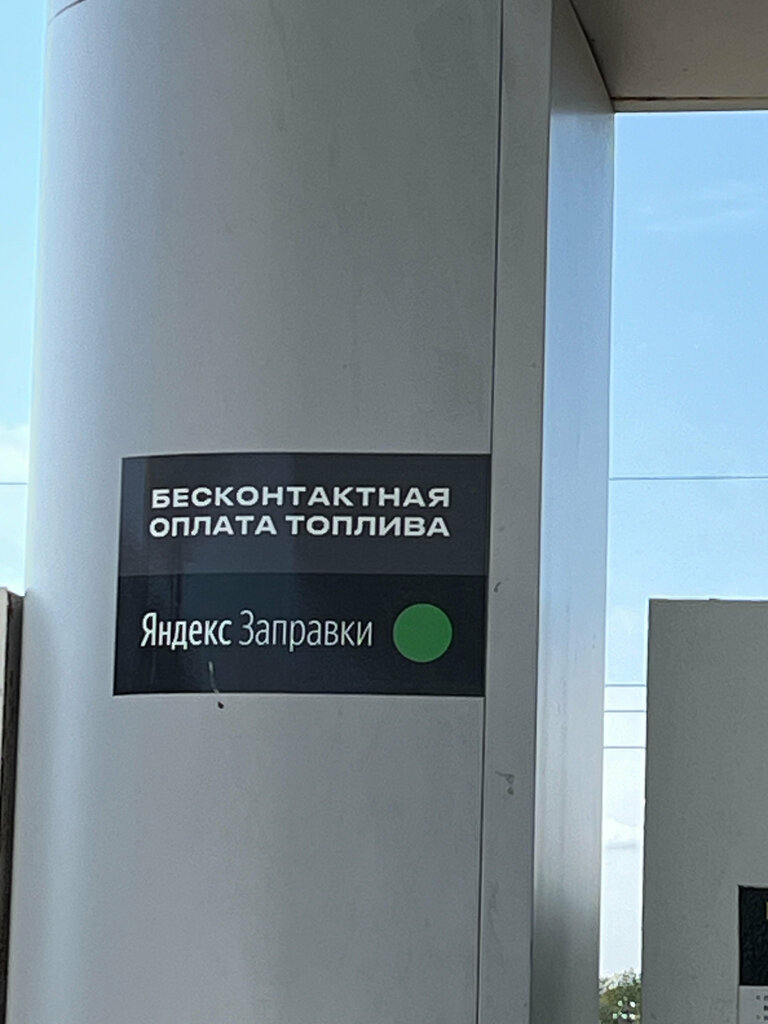 БЕСКОНТАКТНАЯ
ОПЛАТА ТОПЛИВА
Яндекс Заправки